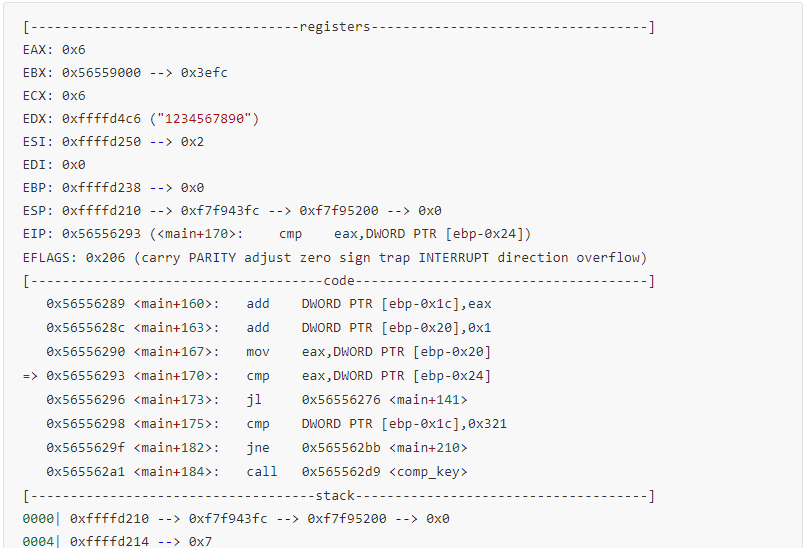 [----------------------------------registers-----------------------------------]
EAX: 0x6
EBX: 0x56559000 --> 0x3efc
ECX: 0x6
EDX: 0xffffd4c6 ("1234567890")
ESI: 0xffffd250 --> 0x2
EDI: 0x0
EBP: 0xffffd238 --> 0x0
ESP: 0xffffd210 --> 0xf7f943fc --> 0xf7f95200 --> 0x0
EIP: 0x56556293 (<main+170>:    cmp    eax,DWORD PTR [ebp-0x24])
EFLAGS: 0x206 (carry PARITY adjust zero sign trap INTERRUPT direction overflow)
[-------------------------------------code-------------------------------------]
   0x56556289 <main+160>:   add    DWORD PTR [ebp-0x1c],eax
   0x5655628c <main+163>:   add    DWORD PTR [ebp-0x20],0x1
   0x56556290 <main+167>:   mov    eax,DWORD PTR [ebp-0x20]
=> 0x56556293 <main+170>:   cmp    eax,DWORD PTR [ebp-0x24]
   0x56556296 <main+173>:   jl     0x56556276 <main+141>
   0x56556298 <main+175>:   cmp    DWORD PTR [ebp-0x1c],0x321
   0x5655629f <main+182>:   jne    0x565562bb <main+210>
   0x565562a1 <main+184>:   call   0x565562d9 <comp_key>
[------------------------------------stack-------------------------------------]
0000| 0xffffd210 --> 0xf7f943fc --> 0xf7f95200 --> 0x0
0004| 0xffffd214 --> 0x7